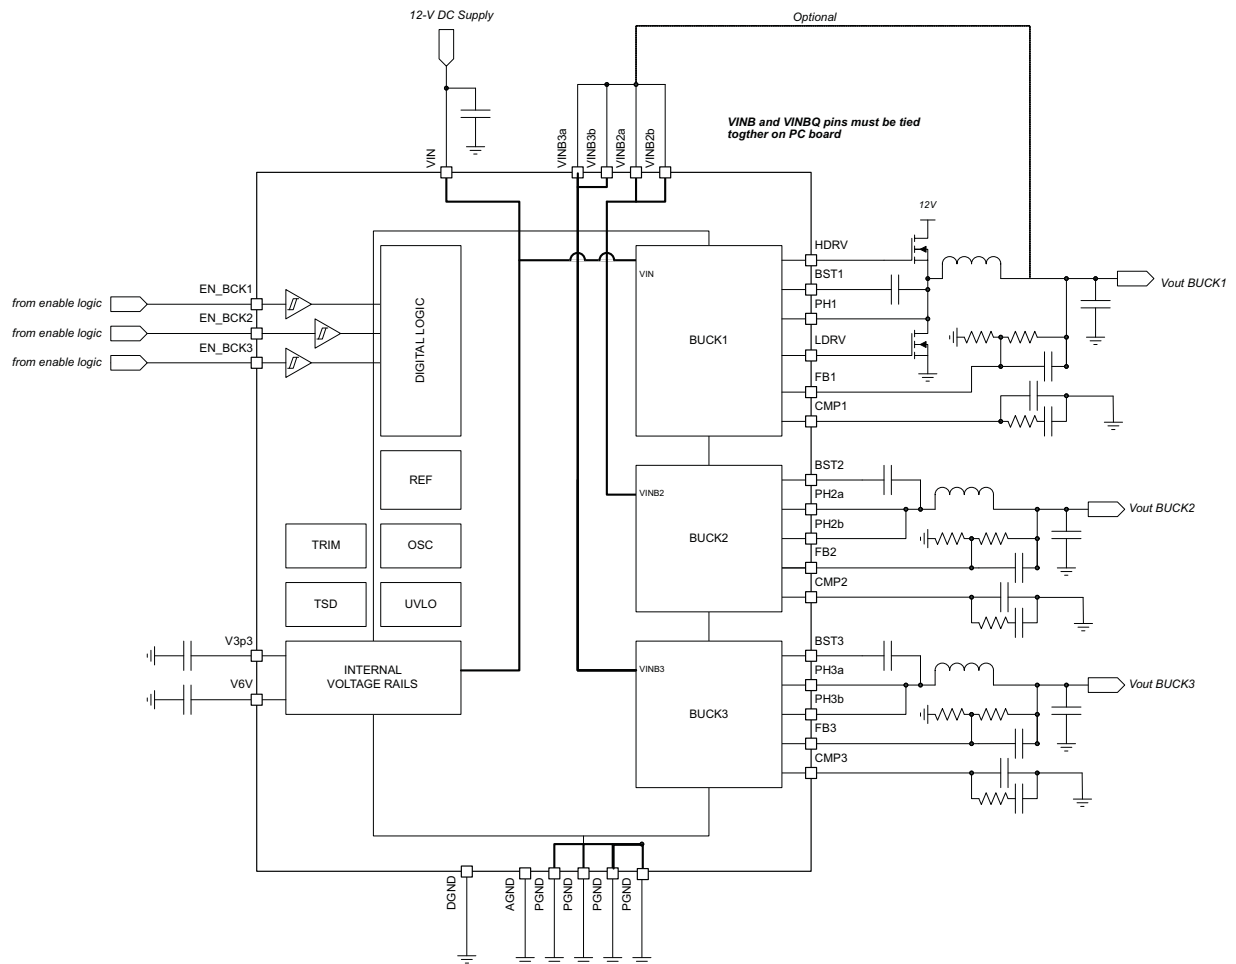 12-V DC Supply
Optional
VINB and VINBQ pins must be tied
togther on PC board
VIN
VINB3a
VINB3b
VINB2a
VINB2b
12V
HDRV
BST1
PH1
LDRV
FB1
CMP1
VIN
BUCK1
Vout BUCK1
from enable logic
EN_BCK1
from enable logic
EN_BCK2
from enable logic
EN_BCK3
DIGITAL LOGIC
REF
TRIM
OSC
TSD
UVLO
BST2
PH2a
PH2b
FB2
CMP2
VINB2
BUCK2
Vout BUCK2
V3p3
V6V
INTERNAL
VOLTAGE RAILS
BST3
PH3a
PH3b
FB3
CMP3
VINB3
BUCK3
Vout BUCK3
DGND
AGND
PGND
PGND
PGND
PGND